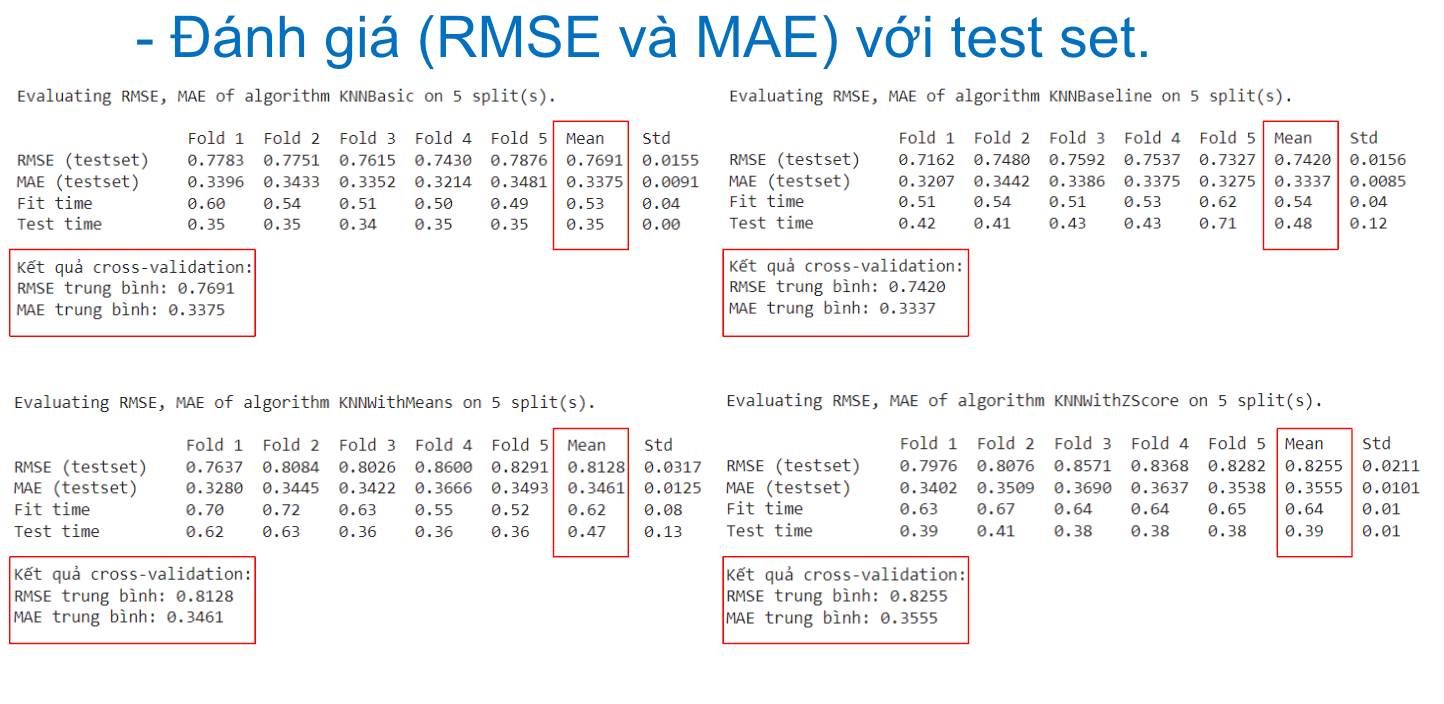 - Đánh giá (RMSE và MAE) với test set.
Evaluating RMSE, MAE of algorithm KNNBasic on 5 split(s).
Fold 1 Fold 2 Fold 3 Fold 4 Fold 5 Mean Std
RMSE (testset) 0.7783 0.7751 0.7615 0.7430 0.7876 0.7691 0.0155
MAE (testset) 0.3396 0.3433 0.3352 0.3214 0.3481 0.3375 0.0091
Fit time 0.60 0.54 0.51 0.50 0.49 0.53 0.04
Test time 0.35 0.35 0.34 0.35 0.35 0.35 0.00
Kết quả cross-validation:
RMSE trung bình: 0.7691
MAE trung bình: 0.3375
Evaluating RMSE, MAE of algorithm KNNBaseline on 5 split(s).
Fold 1 Fold 2 Fold 3 Fold 4 Fold 5 Mean Std
RMSE (testset) 0.7162 0.7480 0.7592 0.7537 0.7327 0.7420 0.0156
MAE (testset) 0.3207 0.3442 0.3386 0.3375 0.3275 0.3337 0.0085
Fit time 0.51 0.54 0.51 0.53 0.62 0.54 0.04
Test time 0.42 0.41 0.43 0.43 0.71 0.48 0.12
Kết quả cross-validation:
RMSE trung bình: 0.7420
MAE trung bình: 0.3337
Evaluating RMSE, MAE of algorithm KNNWithMeans on 5 split(s).
Fold 1 Fold 2 Fold 3 Fold 4 Fold 5 Mean Std
RMSE (testset) 0.7637 0.8084 0.8026 0.8600 0.8291 0.8128 0.0317
MAE (testset) 0.3280 0.3445 0.3422 0.3666 0.3493 0.3461 0.0125
Fit time 0.70 0.72 0.63 0.55 0.52 0.62 0.08
Test time 0.62 0.63 0.36 0.36 0.36 0.47 0.13
Kết quả cross-validation:
RMSE trung bình: 0.8128
MAE trung bình: 0.3461
Evaluating RMSE, MAE of algorithm KNNWithZScore on 5 split(s).
Fold 1 Fold 2 Fold 3 Fold 4 Fold 5 Mean Std
RMSE (testset) 0.7976 0.8076 0.8571 0.8368 0.8282 0.8255 0.0211
MAE (testset) 0.3402 0.3509 0.3690 0.3637 0.3538 0.3555 0.0101
Fit time 0.63 0.67 0.64 0.64 0.65 0.64 0.01
Test time 0.39 0.41 0.38 0.38 0.38 0.39 0.01
Kết quả cross-validation:
RMSE trung bình: 0.8255
MAE trung bình: 0.3555